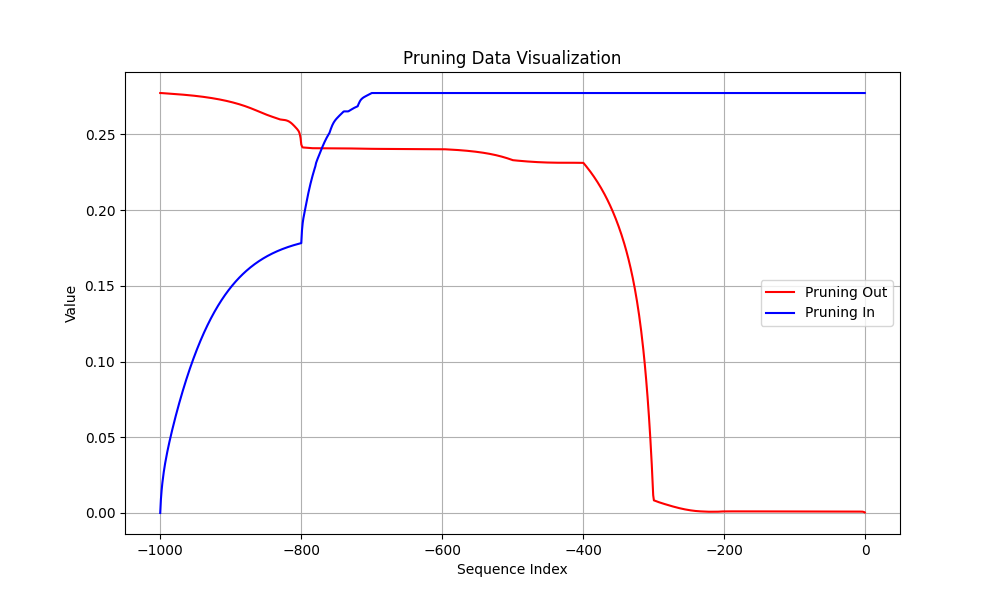 Pruning Data Visualization
Value
0.25
0.20
0.15
0.10
0.05
0.00
Pruning Out
Pruning In
−1000 −800 −600 −400 −200 0
Sequence Index